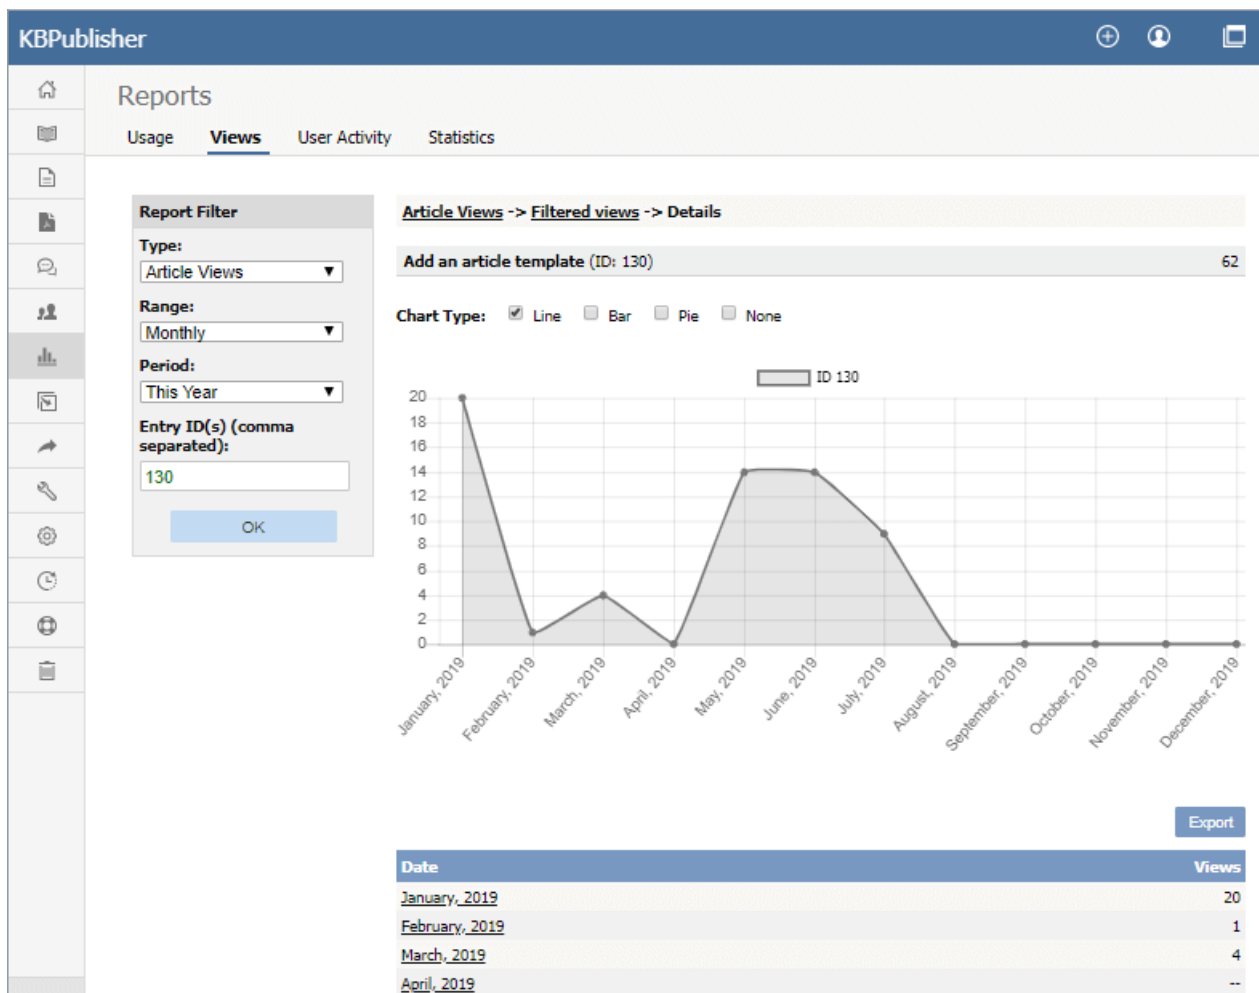 KBPublisher
Reports
Usage Views User Activity Statistics
Report Filter
Type:
Article Views
Range:
Monthly
Period:
This Year
Entry ID(s) (comma
separated):
130
OK
Article Views -> Filtered views -> Details
Add an article template (ID: 130) 62
Chart Type: Line Bar Pie None
ID 130
20
18
16
14
12
10
8
6
4
2
0
January, 2019
February, 2019
March, 2019
April, 2019
May, 2019
June, 2019
July, 2019
August, 2019
September, 2019
October, 2019
November, 2019
December, 2019
Export
Date Views
January, 2019 20
February, 2019 1
March, 2019 4
April, 2019 --